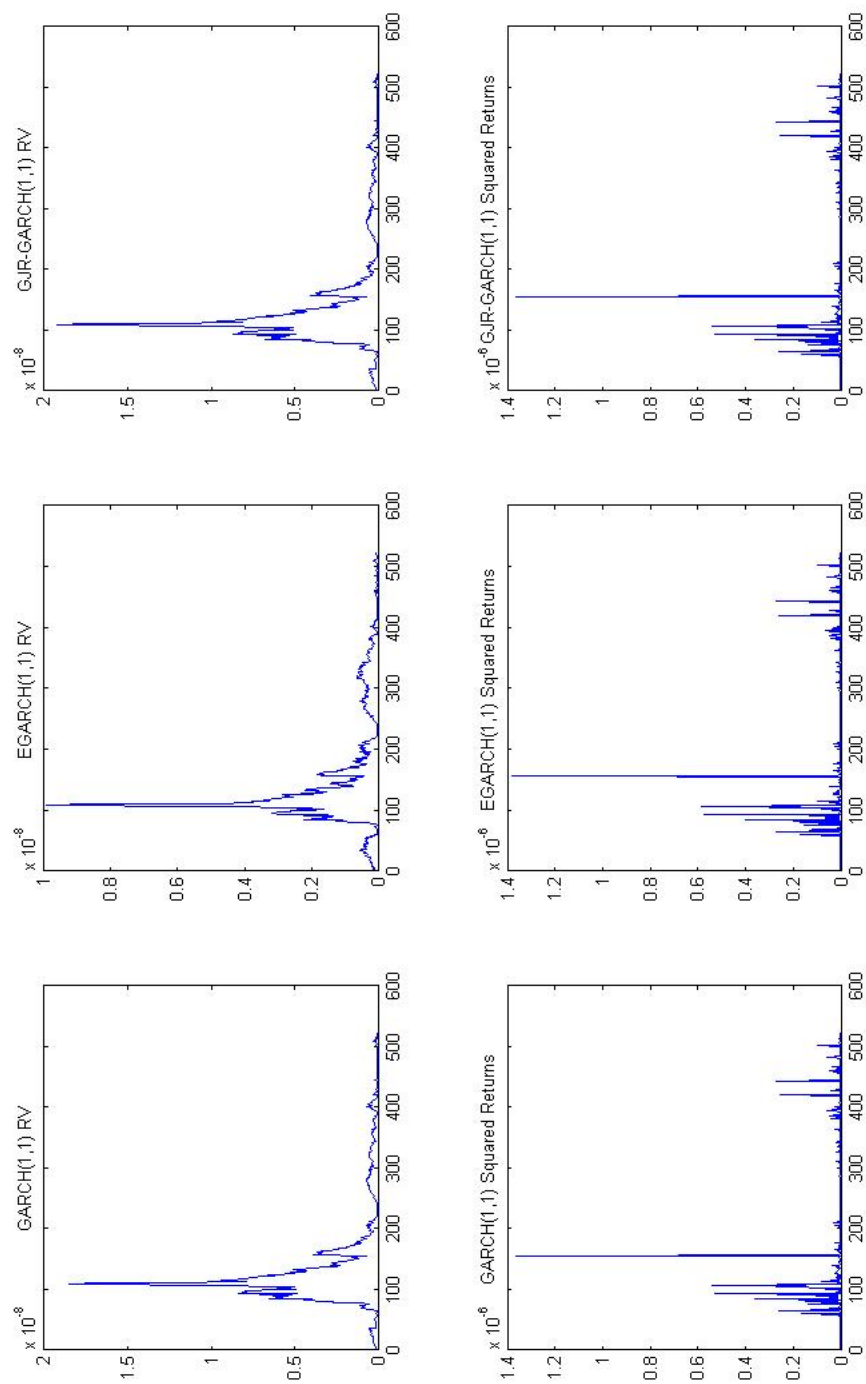 x 10^-8
GARCH(1,1) RV
2
1.5
1
0.5
0
0 100 200 300 400 500 600
x 10^-8
EGARCH(1,1) RV
1
0.8
0.6
0.4
0.2
0
0 100 200 300 400 500 600
x 10^-8
GJR-GARCH(1,1) RV
2
1.5
1
0.5
0
0 100 200 300 400 500 600
x 10^-6
GARCH(1,1) Squared Returns
1.4
1.2
1
0.8
0.6
0.4
0.2
0
0 100 200 300 400 500 600
x 10^-6
EGARCH(1,1) Squared Returns
1.4
1.2
1
0.8
0.6
0.4
0.2
0
0 100 200 300 400 500 600
x 10^-6 GJR-GARCH(1,1) Squared Returns
1.4
1.2
1
0.8
0.6
0.4
0.2
0
0 100 200 300 400 500 600